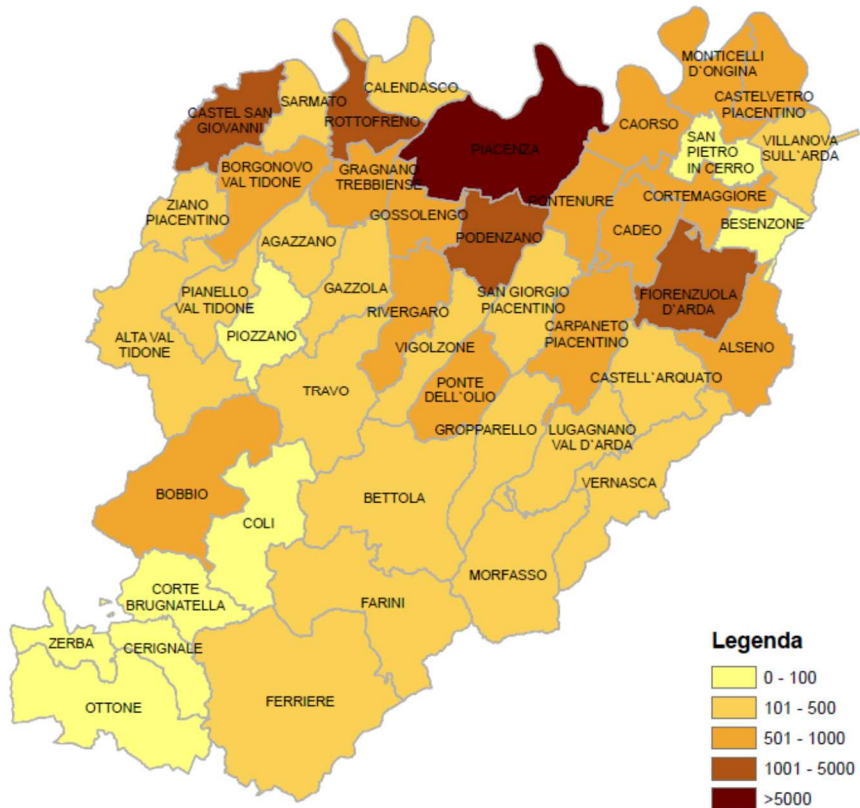 MONTICELLI
D`ONGINA
CALENDASCO
SARMATO
CASTELVETRO
PIACENTINO
CASTEL SAN
GIOVANNI
ROTTOFRENO
CAORSO
SAN
PIETRO
IN CERRO
VILLANOVA
SULL`ARDA
PIACENZA
BORGONOVO
VAL TIDONE
GRAGNANO
TREBBIENSE
ZIANO
PIACENTINO
GOSSOLENGO
PONTENURE
CORTEMAGGIORE
PODENZANO
CADEO
BESENZONE
AGAZZANO
PIANELLO
VAL TIDONE
GAZZOLA
SAN GIORGIO
PIACENTINO
FIORENZUOLA
D`ARDA
RIVERGARO
ALTA VAL
TIDONE
PIOZZANO
CARPANETO
PIACENTINO
VIGOLZONE
ALSENO
TRAVO
PONTE
DELL`OLIO
CASTELL`ARQUATO
GROPPARELLO
LUGAGNANO
VAL D`ARDA
BOBBIO
BETTOLA
VERNASCA
COLI
MORFASSO
CORTE
BRUGNATELLA
FARINI
ZERBA
CERIGNALE
OTTONE
FERRIERE
Legenda
0 - 100
101 - 500
501 - 1000
1001 - 5000
>5000